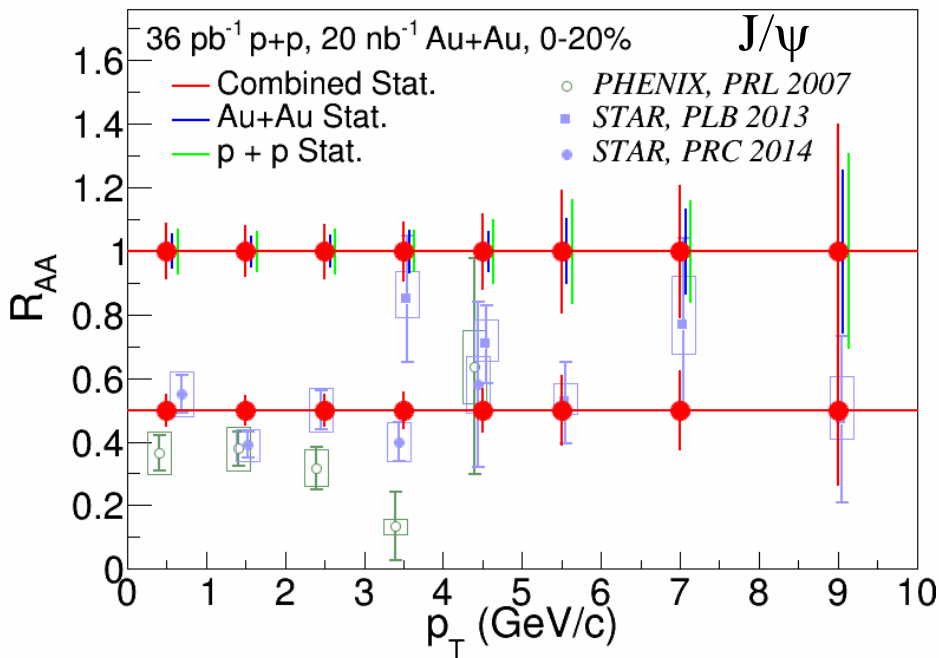 36 pb⁻¹ p+p, 20 nb⁻¹ Au+Au, 0-20%
J/ψ
Combined Stat.
Au+Au Stat.
p + p Stat.
PHENIX, PRL 2007
STAR, PLB 2013
STAR, PRC 2014
R_AA
1.6
1.4
1.2
1
0.8
0.6
0.4
0.2
0
0 1 2 3 4 5 6 7 8 9 10
p_T (GeV/c)